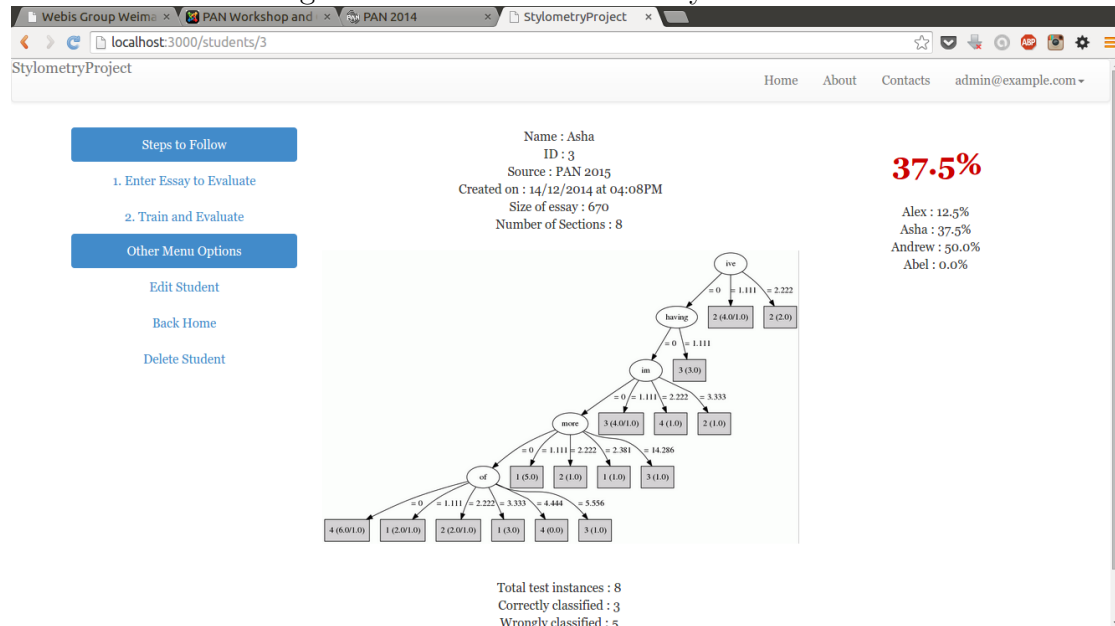 Webis Group Weima
PAN Workshop and
PAN 2014
StylometryProject
localhost:3000/students/3
ABP
StylometryProject
Home
About
Contacts
admin@example.com
Steps to Follow
1. Enter Essay to Evaluate
2. Train and Evaluate
Other Menu Options
Edit Student
Back Home
Delete Student
Name : Asha
ID : 3
Source : PAN 2015
Created on : 14/12/2014 at 04:08PM
Size of essay : 670
Number of Sections : 8
ive
= 0 = 1.111 = 2.222
having 2 (4.0/1.0) 2 (2.0)
= 0 = 1.111
im 3 (3.0)
= 0 = 1.111 = 2.222 = 3.333
more 3 (4.0/1.0) 4 (1.0) 2 (1.0)
= 0 = 1.111 = 2.222 = 2.381 = 14.286
of 1 (5.0) 2 (1.0) 1 (1.0) 3 (1.0)
= 0 = 1.111 = 2.222 = 3.333 = 4.444 = 5.556
4 (6.0/1.0) 1 (2.0/1.0) 2 (2.0/1.0) 1 (3.0) 4 (0.0) 3 (1.0)
Total test instances : 8
Correctly classified : 3
Wrongly classified : 5
37.5%
Alex : 12.5%
Asha : 37.5%
Andrew : 50.0%
Abel : 0.0%